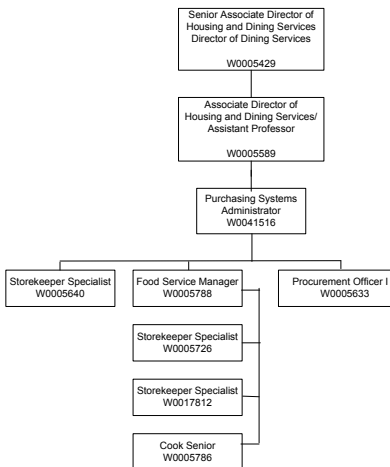 Senior Associate Director of
Housing and Dining Services
Director of Dining Services
W0005429
Associate Director of
Housing and Dining Services/
Assistant Professor
W0005589
Purchasing Systems
Administrator
W0041516
Storekeeper Specialist
W0005640
Food Service Manager
W0005788
Procurement Officer I
W0005633
Storekeeper Specialist
W0005726
Storekeeper Specialist
W0017812
Cook Senior
W0005786